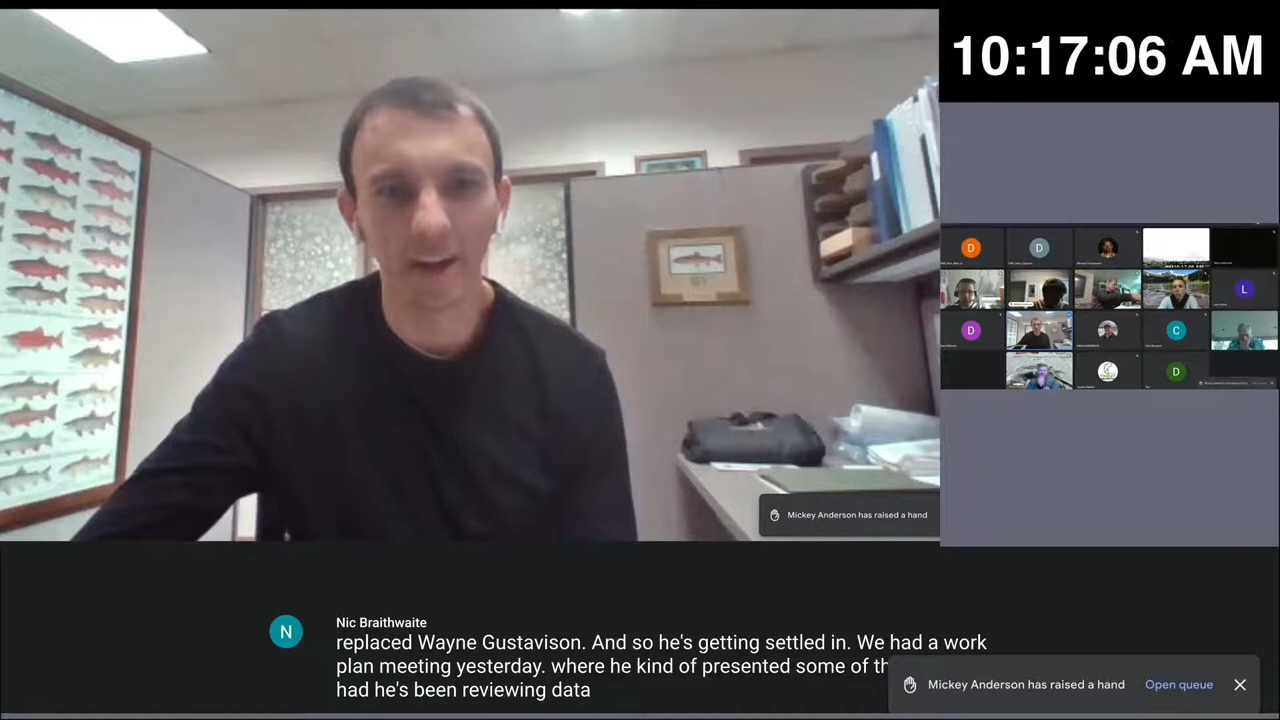 10:17:06 AM
D
D
L
D
C
D
Mickey Anderson has raised a hand
N
Nic Braithwaite
replaced Wayne Gustavison. And so he's getting settled in. We had a work
plan meeting yesterday. where he kind of presented some of
had he's been reviewing data
Mickey Anderson has raised a hand
Open queue